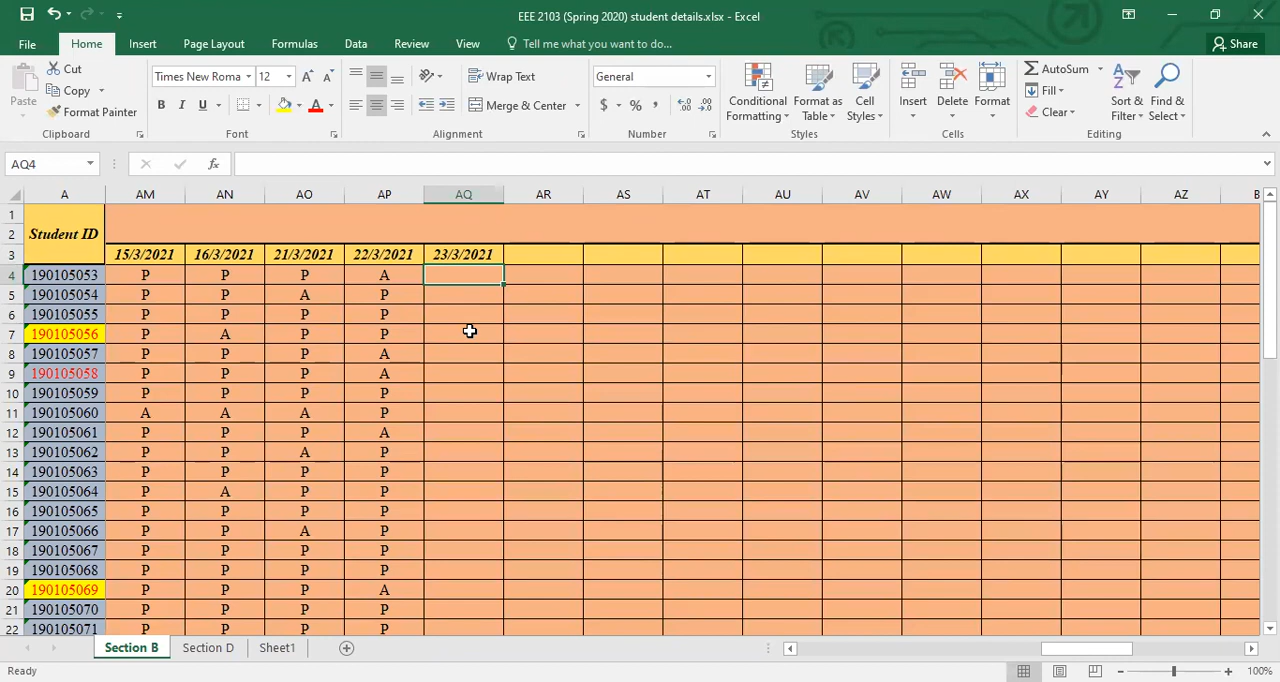 EEE 2103 (Spring 2020) student details.xlsx - Excel
File Home Insert Page Layout Formulas Data Review View Tell me what you want to do... Share
Paste Cut Copy Format Painter Clipboard
Times New Roma 12 B I U A Font
Wrap Text Merge & Center Alignment
General $ % , Number
Conditional Formatting Format as Table Cell Styles Styles
Insert Delete Format Cells
AutoSum Fill Clear Sort & Filter Find & Select Editing
AQ4 fx
A AM AN AO AP AQ AR AS AT AU AV AW AX AY AZ
1
2 Student ID
3 15/3/2021 16/3/2021 21/3/2021 22/3/2021 23/3/2021
4 190105053 P P P A
5 190105054 P P A P
6 190105055 P P P P
7 190105056 P A P P
8 190105057 P P P A
9 190105058 P P P A
10 190105059 P P P P
11 190105060 A A A P
12 190105061 P P P A
13 190105062 P P A P
14 190105063 P P P P
15 190105064 P A P P
16 190105065 P P P P
17 190105066 P P A P
18 190105067 P P P P
19 190105068 P P P P
20 190105069 P P P A
21 190105070 P P P P
22 190105071 P P P P
Section B Section D Sheet1
Ready 100%